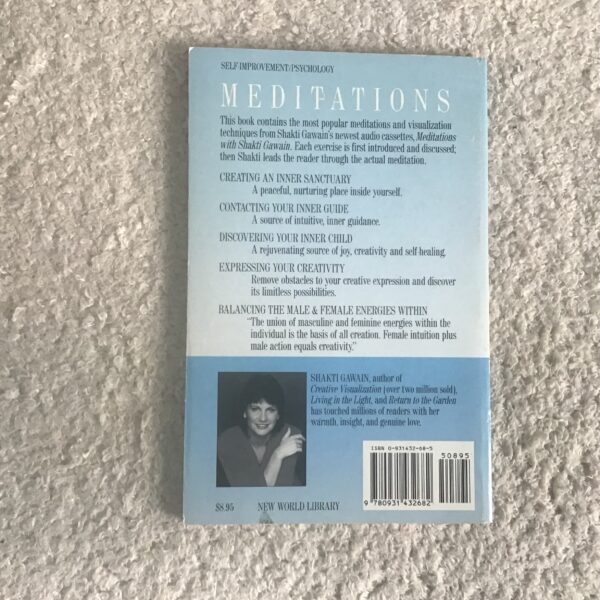 SELF-IMPROVEMENT/PSYCHOLOGY
MEDITATIONS
This book contains the most popular meditations and visualization
techniques from Shakti Gawain's newest audio cassettes, Meditations
with Shakti Gawain. Each exercise is first introduced and discussed;
then Shakti leads the reader through the actual meditation.
CREATING AN INNER SANCTUARY
A peaceful, nurturing place inside yourself.
CONTACTING YOUR INNER GUIDE
A source of intuitive, inner guidance.
DISCOVERING YOUR INNER CHILD
A rejuvenating source of joy, creativity and self-healing.
EXPRESSING YOUR CREATIVITY
Remove obstacles to your creative expression and discover
its limitless possibilities.
BALANCING THE MALE & FEMALE ENERGIES WITHIN
"The union of masculine and feminine energies within the
individual is the basis of all creation. Female intuition plus
male action equals creativity."
SHAKTI GAWAIN, author of
Creative Visualization (over two million sold),
Living in the Light, and Return to the Garden
has touched millions of readers with her
warmth, insight, and genuine love.
ISBN 0-931432-68-5
50895
9 780931 432682
$8.95 NEW WORLD LIBRARY